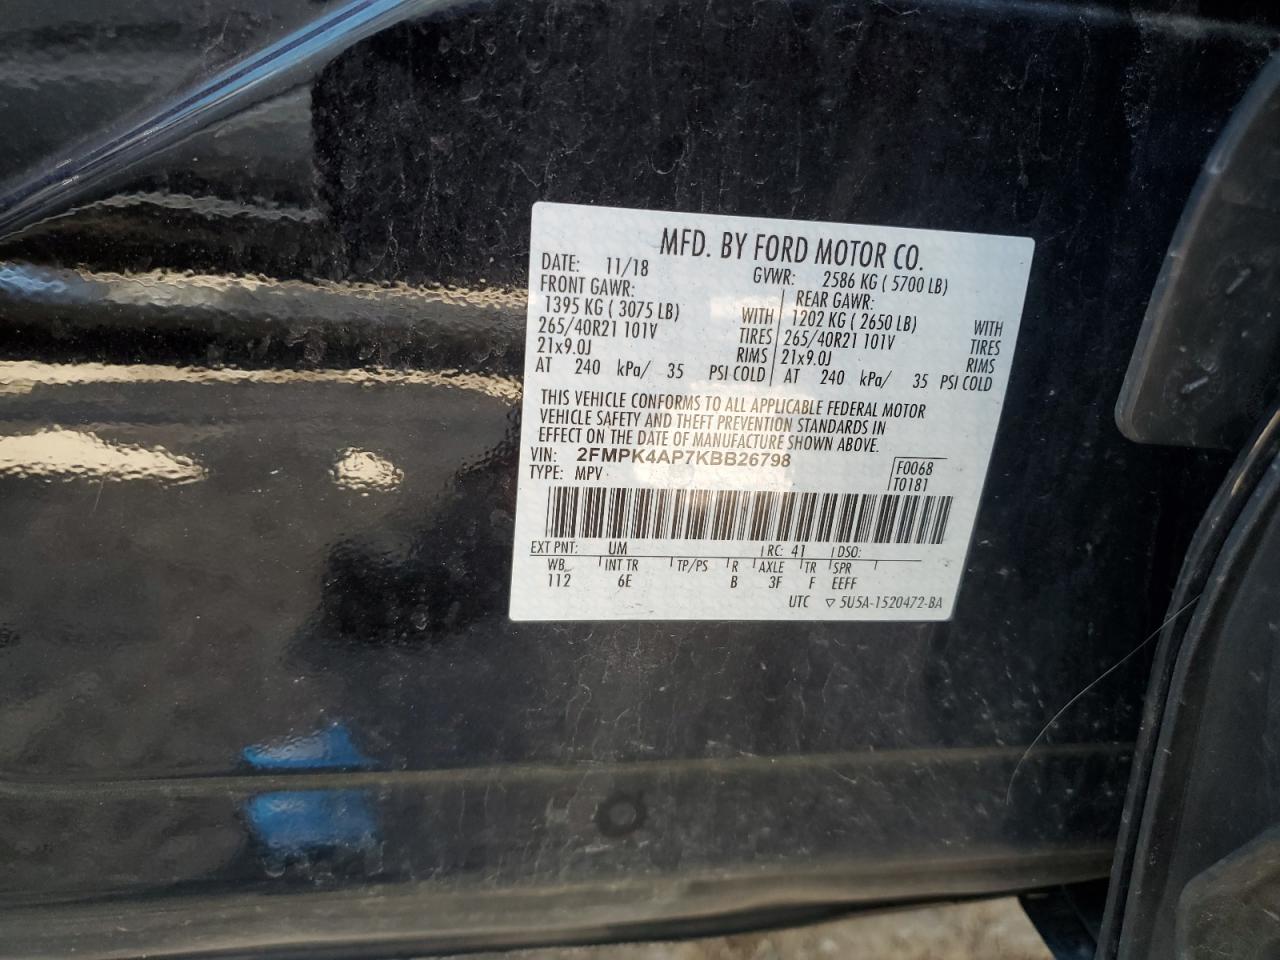 MFD. BY FORD MOTOR CO.
DATE: 11/18 GVWR: 2586 KG ( 5700 LB)
FRONT GAWR: REAR GAWR:
1395 KG ( 3075 LB) WITH 1202 KG ( 2650 LB) WITH
265/40R21 101V TIRES 265/40R21 101V TIRES
21x9.0J RIMS 21x9.0J RIMS
AT 240 kPa/ 35 PSI COLD AT 240 kPa/ 35 PSI COLD
THIS VEHICLE CONFORMS TO ALL APPLICABLE FEDERAL MOTOR
VEHICLE SAFETY AND THEFT PREVENTION STANDARDS IN
EFFECT ON THE DATE OF MANUFACTURE SHOWN ABOVE.
VIN: 2FMPK4AP7KBB26798 F0068
TYPE: MPV T0181
EXT PNT: UM RC: 41 DSO:
WB INT TR TP/PS R AXLE TR SPR
112 6E B 3F F EEFF
UTC ▽ 5U5A-1520472-BA